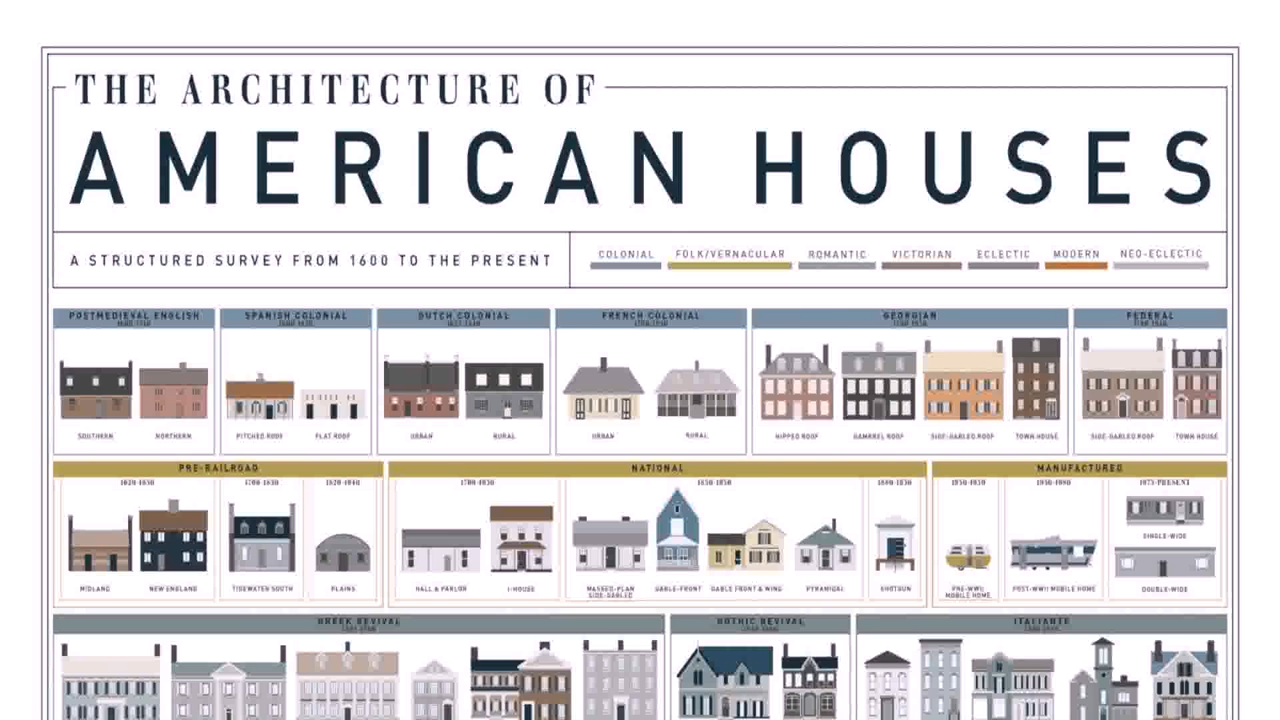 THE ARCHITECTURE OF
AMERICAN HOUSES
A STRUCTURED SURVEY FROM 1600 TO THE PRESENT
COLONIAL FOLK/VERNACULAR ROMANTIC VICTORIAN ECLECTIC MODERN NEO-ECLECTIC
POSTMEDIEVAL ENGLISH SPANISH COLONIAL DUTCH COLONIAL FRENCH COLONIAL GEORGIAN FEDERAL
SOUTHERN NORTHERN PITCHED ROOF FLAT ROOF URBAN RURAL URBAN RURAL HIPPED ROOF GAMBREL ROOF SIDE-GABLED ROOF TOWN HOUSE SIDE-GABLED ROOF TOWN HOUSE
PRE-RAILROAD NATIONAL MANUFACTURED
1875-PRESENT
SINGLE-WIDE
MIDLAND NEW ENGLAND TIDEWATER SOUTH PLAINS HALL & PARLOR I-HOUSE MASSED-PLAN GABLE-FRONT GABLE FRONT & WING PYRAMIDAL SHOTGUN PRE-WWII POST-WWII MOBILE HOME DOUBLE-WIDE
SIDE-GABLED MOBILE HOME
GREEK REVIVAL GOTHIC REVIVAL ITALIANTE